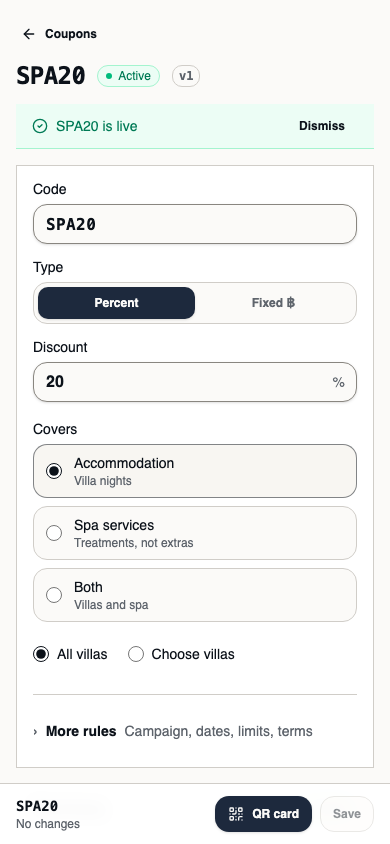 ← Coupons
SPA20 Active v1
SPA20 is live Dismiss
Code
SPA20
Type
Percent Fixed ฿
Discount
20 %
Covers
Accommodation
Villa nights
Spa services
Treatments, not extras
Both
Villas and spa
All villas Choose villas
› More rules Campaign, dates, limits, terms
SPA20
No changes
QR card Save